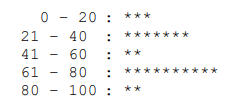 0 - 20 : ***
21 - 40 : *******
41 - 60 : **
61 - 80 : **********
80 - 100 : **